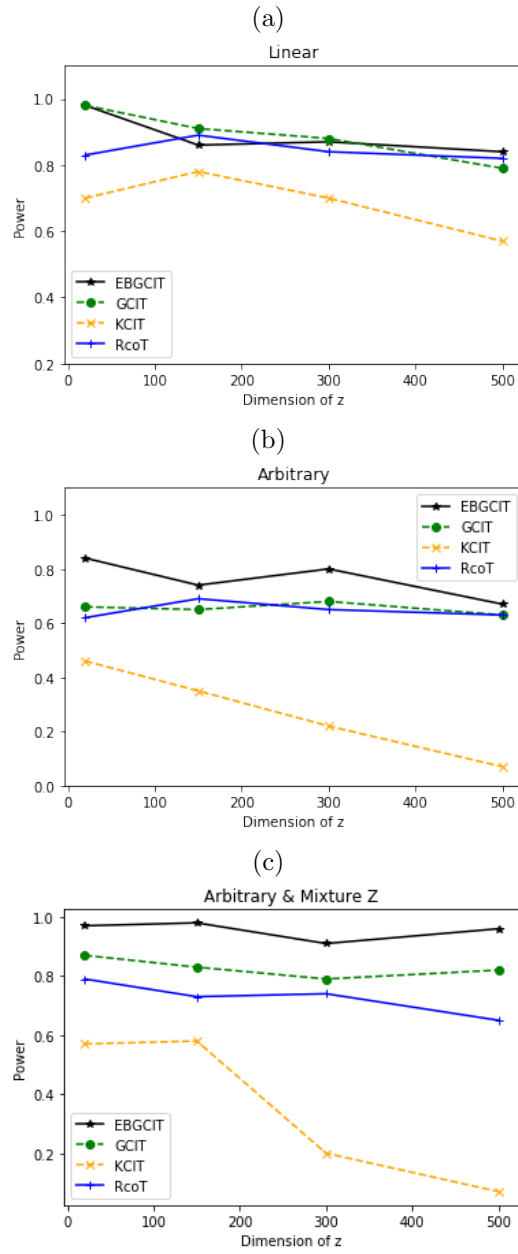 (a)
Linear
1.0
0.8
0.6
0.4
0.2
Power
EBGCIT
GCIT
KCIT
RcoT
0 100 200 300 400 500
Dimension of z
(b)
Arbitrary
1.0
0.8
0.6
0.4
0.2
0.0
Power
EBGCIT
GCIT
KCIT
RcoT
0 100 200 300 400 500
Dimension of z
(c)
Arbitrary & Mixture Z
1.0
0.8
0.6
0.4
0.2
Power
EBGCIT
GCIT
KCIT
RcoT
0 100 200 300 400 500
Dimension of z